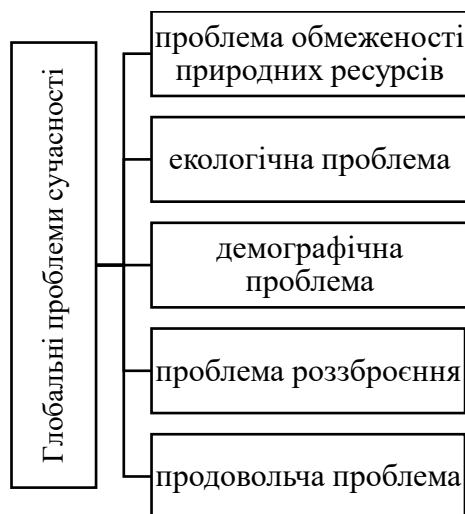 Глобальні проблеми сучасності
проблема обмеженості
природних ресурсів
екологічна проблема
демографічна
проблема
проблема роззброєння
продовольча проблема